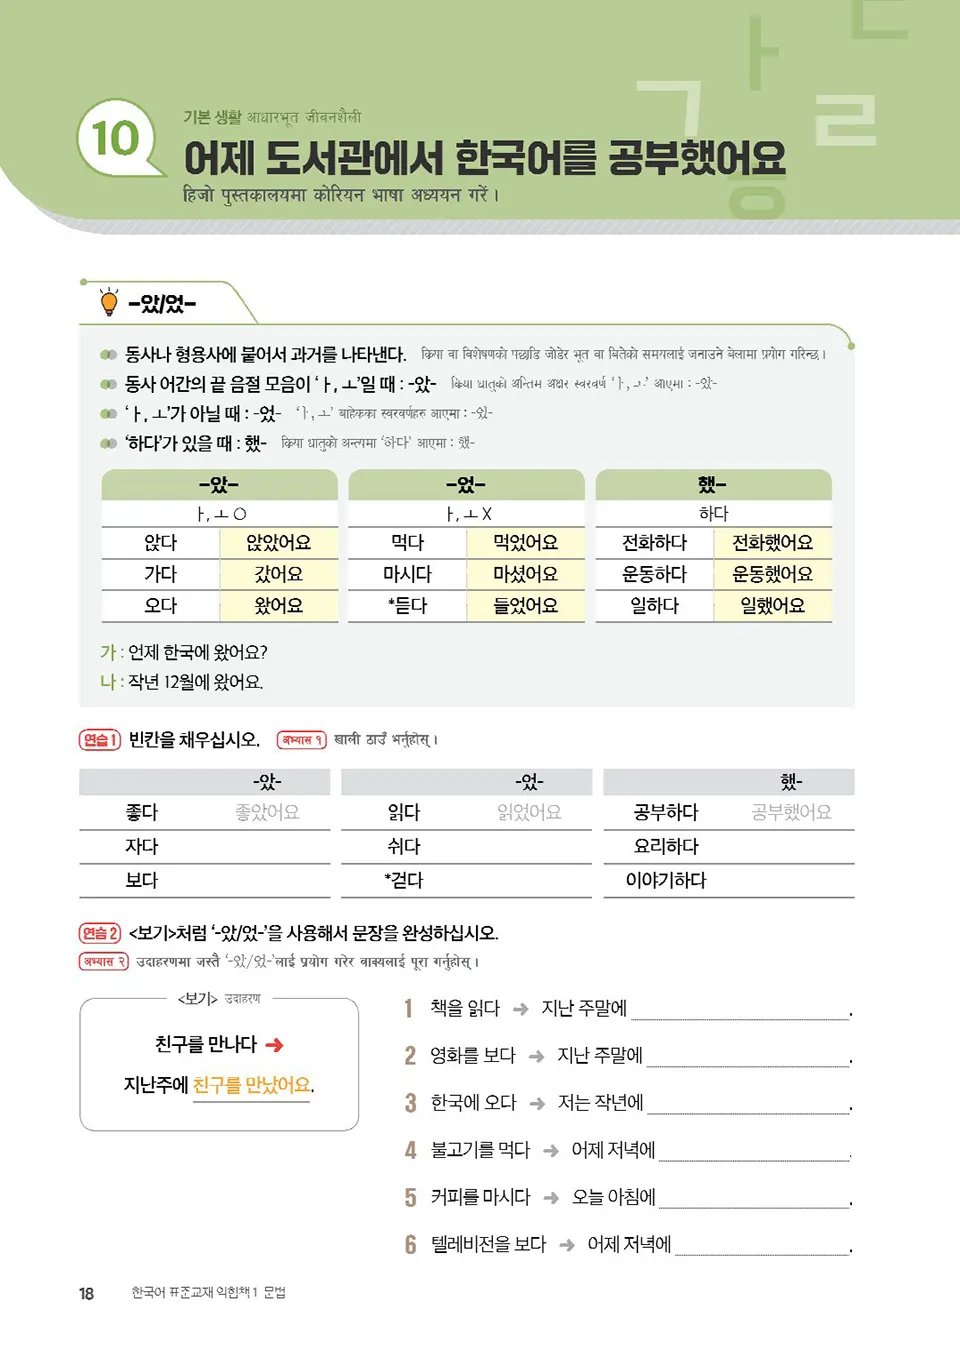 10
기본 생활 आधारभूत जीवनशैली
어제 도서관에서 한국어를 공부했어요
हिजो पुस्तकालयमा कोरियन भाषा अध्ययन गरें ।
ㄱ ㅏ ㄹ ㄷ ㅎ
-았/었-
동사나 형용사에 붙어서 과거를 나타낸다. क्रिया वा विशेषणको पछाडि जोडेर भूत वा बितेको समयलाई जनाउने बेलामा प्रयोग गरिन्छ ।
동사 어간의 끝 음절 모음이 ‘ㅏ, ㅗ’일 때 : -았- क्रिया धातुको अन्तिम अक्षर स्वरवर्ण ‘ㅏ, ㅗ’ आएमा : -았-
‘ㅏ, ㅗ’가 아닐 때 : -었- ‘ㅏ, ㅗ’ बाहेकका स्वरवर्णहरु आएमा : -었-
‘하다’가 있을 때 : 했- क्रिया धातुको अन्त्यमा ‘하다’ आएमा : 했-
-았- -었- 했-
ㅏ, ㅗ O ㅏ, ㅗ X 하다
앉다 앉았어요 먹다 먹었어요 전화하다 전화했어요
가다 갔어요 마시다 마셨어요 운동하다 운동했어요
오다 왔어요 *듣다 들었어요 일하다 일했어요
가 : 언제 한국에 왔어요?
나 : 작년 12월에 왔어요.
연습 1 빈칸을 채우십시오. अभ्यास १ खाली ठाउँ भर्नुहोस् ।
-았- -었- 했-
좋다 좋았어요 읽다 읽었어요 공부하다 공부했어요
자다 쉬다 요리하다
보다 *걷다 이야기하다
연습 2 <보기>처럼 ‘-았/었-’을 사용해서 문장을 완성하십시오.
अभ्यास २ उदाहरणमा जस्तै ‘-았/었-’लाई प्रयोग गरेर वाक्यलाई पूरा गर्नुहोस् ।
<보기> उदाहरण
친구를 만나다 ➜
지난주에 친구를 만났어요.
1 책을 읽다 ➜ 지난 주말에 .
2 영화를 보다 ➜ 지난 주말에 .
3 한국에 오다 ➜ 저는 작년에 .
4 불고기를 먹다 ➜ 어제 저녁에 .
5 커피를 마시다 ➜ 오늘 아침에 .
6 텔레비전을 보다 ➜ 어제 저녁에 .
18 한국어 표준교재 익힘책 1 문법